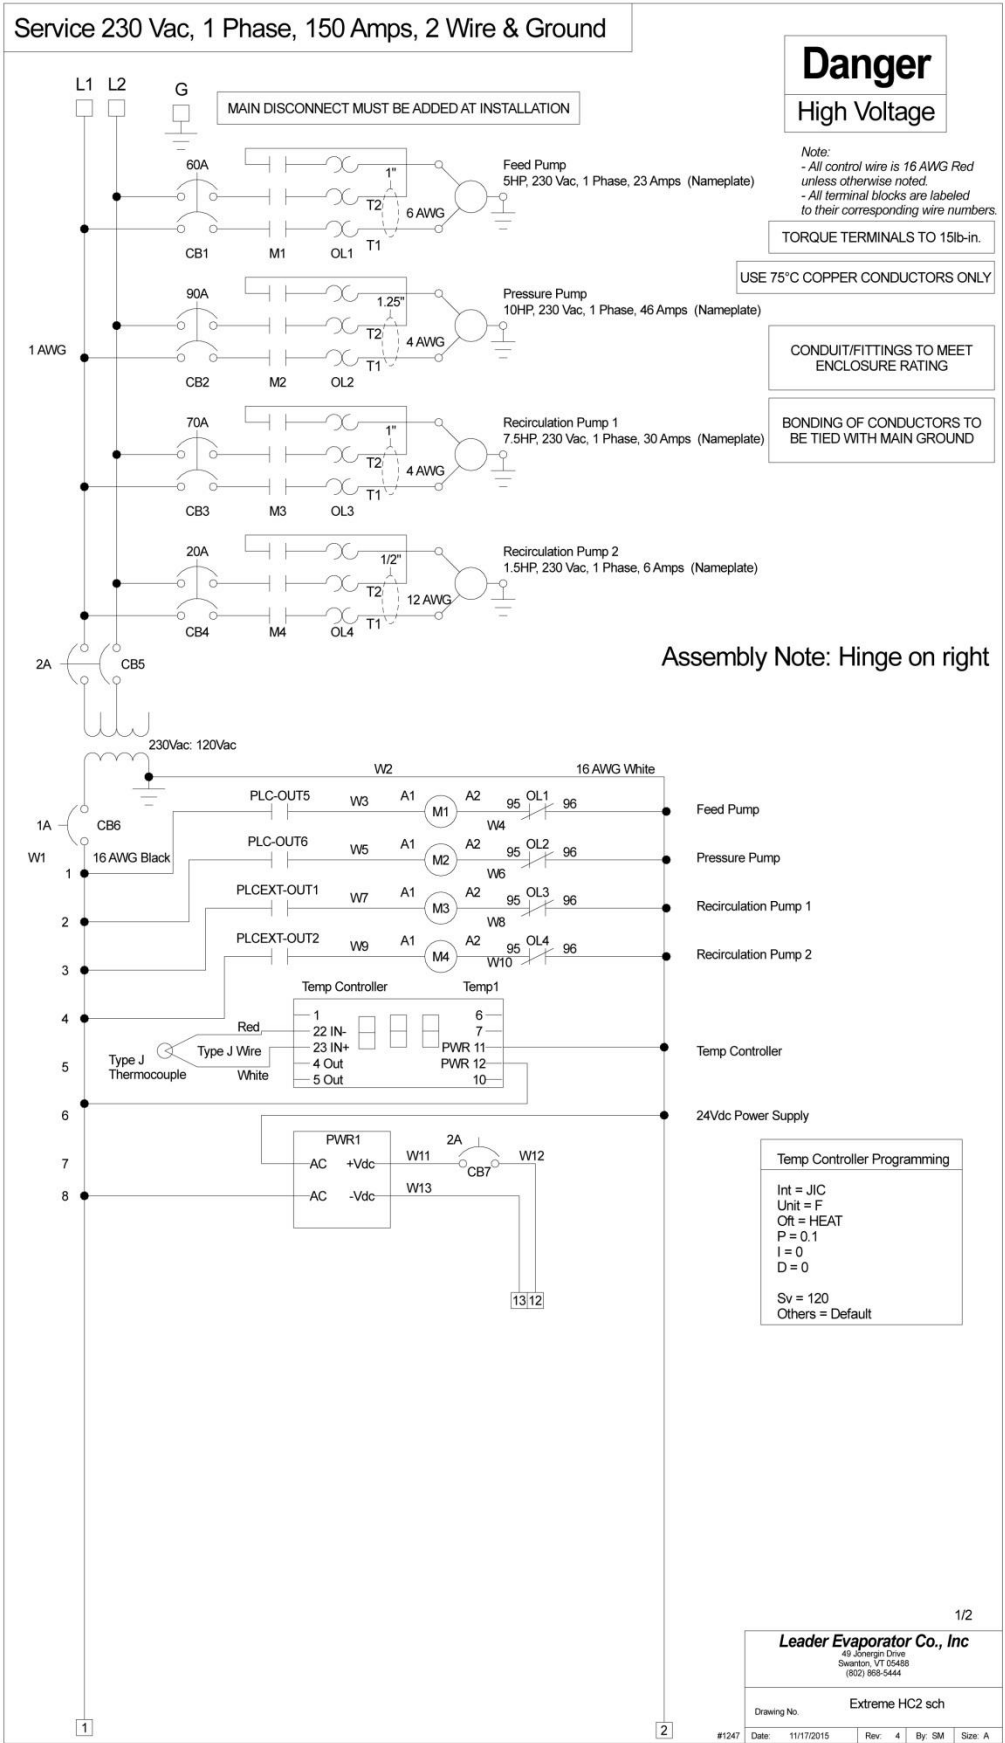 Service 230 Vac, 1 Phase, 150 Amps, 2 Wire & Ground
Danger
High Voltage
L1 L2 G
MAIN DISCONNECT MUST BE ADDED AT INSTALLATION
Note:
- All control wire is 16 AWG Red
unless otherwise noted.
- All terminal blocks are labeled
to their corresponding wire numbers.
TORQUE TERMINALS TO 15lb-in.
USE 75°C COPPER CONDUCTORS ONLY
CONDUIT/FITTINGS TO MEET
ENCLOSURE RATING
BONDING OF CONDUCTORS TO
BE TIED WITH MAIN GROUND
60A
1"
T2
6 AWG
T1
CB1 M1 OL1
Feed Pump
5HP, 230 Vac, 1 Phase, 23 Amps (Nameplate)
90A
1.25"
T2
4 AWG
T1
CB2 M2 OL2
Pressure Pump
10HP, 230 Vac, 1 Phase, 46 Amps (Nameplate)
1 AWG
70A
1"
T2
4 AWG
T1
CB3 M3 OL3
Recirculation Pump 1
7.5HP, 230 Vac, 1 Phase, 30 Amps (Nameplate)
20A
1/2"
T2
12 AWG
T1
CB4 M4 OL4
Recirculation Pump 2
1.5HP, 230 Vac, 1 Phase, 6 Amps (Nameplate)
2A CB5
Assembly Note: Hinge on right
230Vac: 120Vac
W2 16 AWG White
1A CB6
W1 16 AWG Black
PLC-OUT5 W3 A1 M1 A2 95 OL1 96
W4
Feed Pump
1
PLC-OUT6 W5 A1 M2 A2 95 OL2 96
W6
Pressure Pump
2
PLCEXT-OUT1 W7 A1 M3 A2 95 OL3 96
W8
Recirculation Pump 1
3
PLCEXT-OUT2 W9 A1 M4 A2 95 OL4 96
W10
Recirculation Pump 2
4
Temp Controller Temp1
1 6
22 IN- 7
23 IN+ PWR 11
4 Out PWR 12
5 Out 10
Red
Type J Wire
White
Type J
Thermocouple
Temp Controller
5
6
24Vdc Power Supply
PWR1
AC +Vdc W11 2A CB7 W12
AC -Vdc W13
7
8
13 12
Temp Controller Programming
Int = JIC
Unit = F
Oft = HEAT
P = 0.1
I = 0
D = 0
Sv = 120
Others = Default
1/2
Leader Evaporator Co., Inc
49 Jonergin Drive
Swanton, VT 05488
(802) 868-5444
Drawing No. Extreme HC2 sch
#1247 Date: 11/17/2015 Rev: 4 By: SM Size: A
1 2